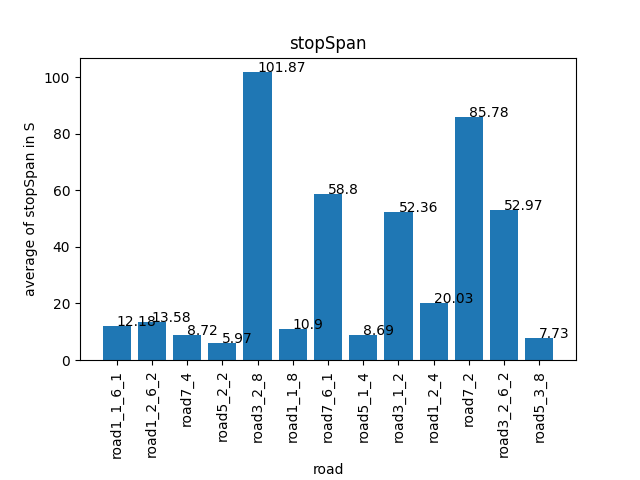 stopSpan
average of stopSpan in S
100
80
60
40
20
0
12.18
13.58
8.72
5.97
101.87
10.9
58.8
8.69
52.36
20.03
85.78
52.97
7.73
road1_1_6_1
road1_2_6_2
road7_4
road5_2_2
road3_2_8
road1_1_8
road7_6_1
road5_1_4
road3_1_2
road1_2_4
road7_2
road3_2_6_2
road5_3_8
road